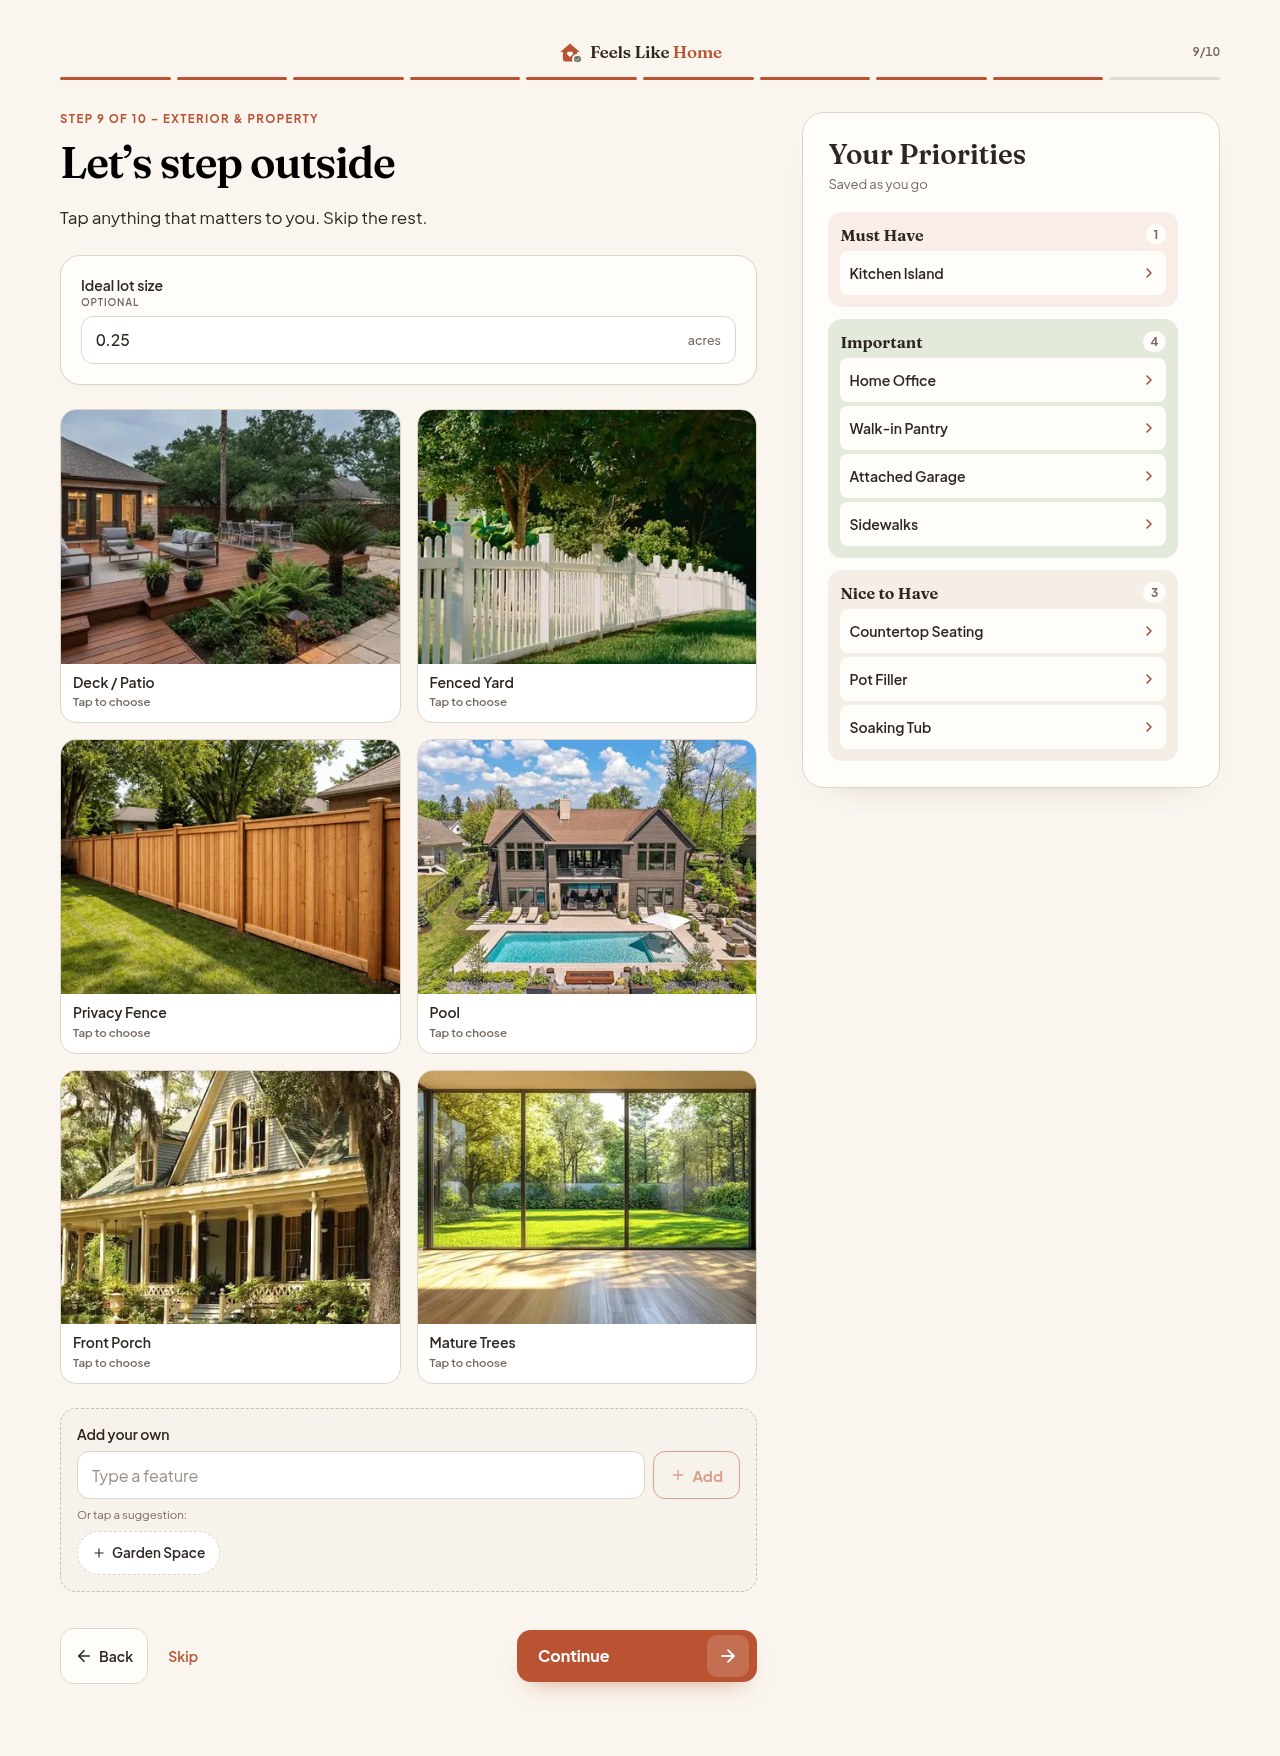 Feels Like Home
9/10
STEP 9 OF 10 – EXTERIOR & PROPERTY
Let’s step outside
Tap anything that matters to you. Skip the rest.
Ideal lot size
OPTIONAL
0.25 acres
Deck / Patio
Tap to choose
Fenced Yard
Tap to choose
Privacy Fence
Tap to choose
Pool
Tap to choose
Front Porch
Tap to choose
Mature Trees
Tap to choose
Add your own
Type a feature
+ Add
Or tap a suggestion:
+ Garden Space
Back
Skip
Continue
Your Priorities
Saved as you go
Must Have 1
Kitchen Island
Important 4
Home Office
Walk-in Pantry
Attached Garage
Sidewalks
Nice to Have 3
Countertop Seating
Pot Filler
Soaking Tub